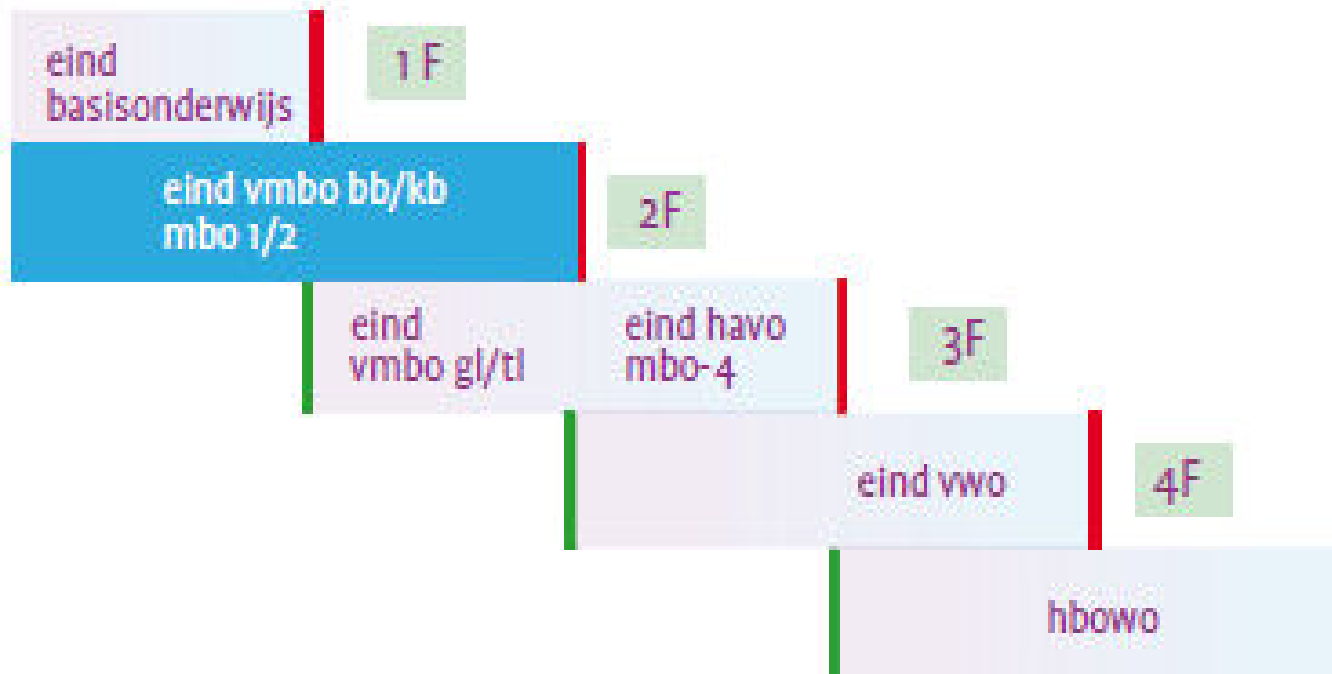 eind
basisonderwijs
1F
eind vmbo bb/kb
mbo 1/2
2F
eind
vmbo gl/tl
eind havo
mbo-4
3F
eind vwo
4F
hbowo